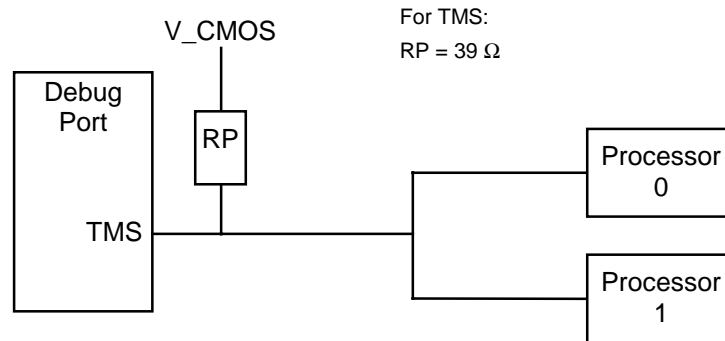 For TMS:
RP = 39 Ω
V_CMOS
Debug
Port
RP
TMS
Processor
0
Processor
1